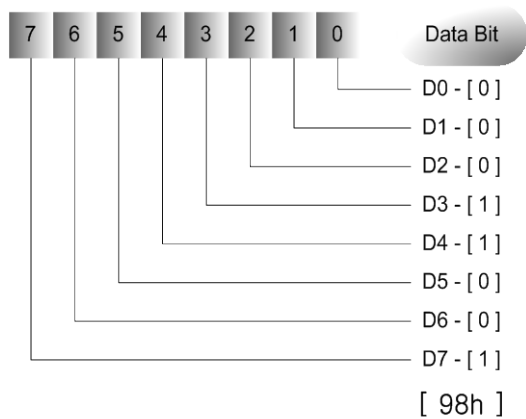 7 6 5 4 3 2 1 0 Data Bit
D0 - [ 0 ]
D1 - [ 0 ]
D2 - [ 0 ]
D3 - [ 1 ]
D4 - [ 1 ]
D5 - [ 0 ]
D6 - [ 0 ]
D7 - [ 1 ]
[ 98h ]